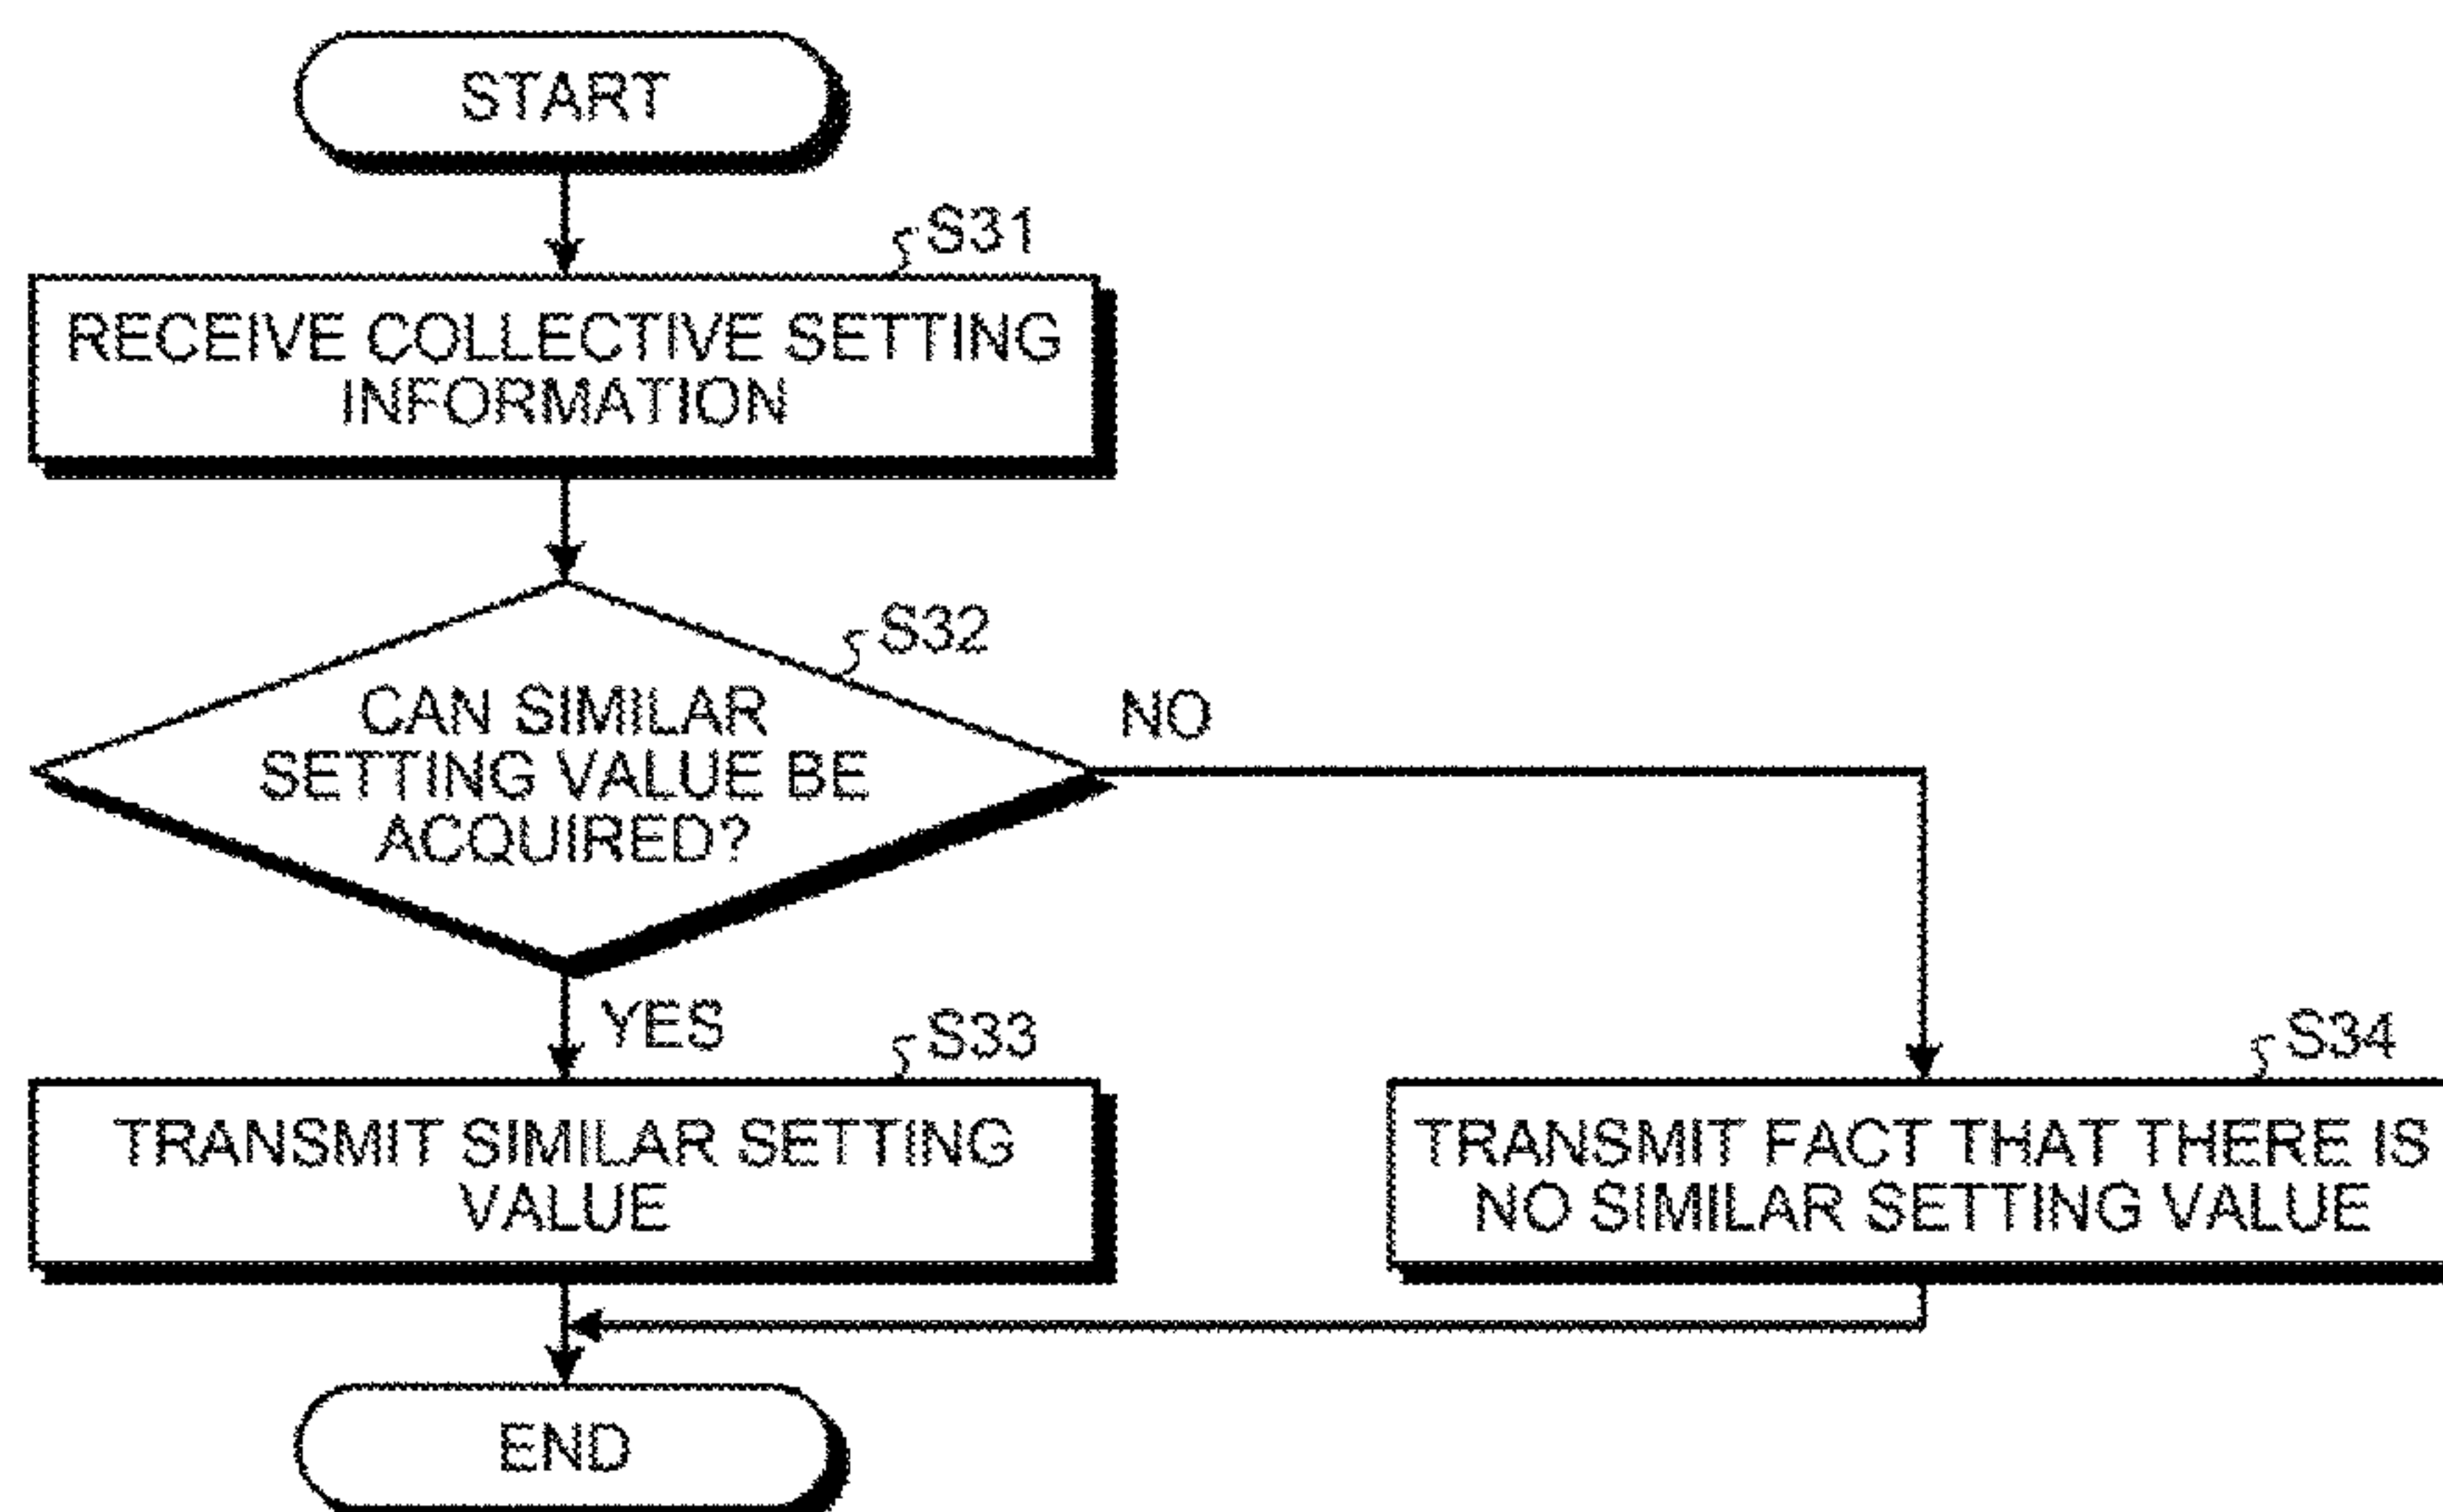 START
S31
RECEIVE COLLECTIVE SETTING
INFORMATION
S32
CAN SIMILAR
SETTING VALUE BE
ACQUIRED?
NO
YES
S33
TRANSMIT SIMILAR SETTING
VALUE
S34
TRANSMIT FACT THAT THERE IS
NO SIMILAR SETTING VALUE
END